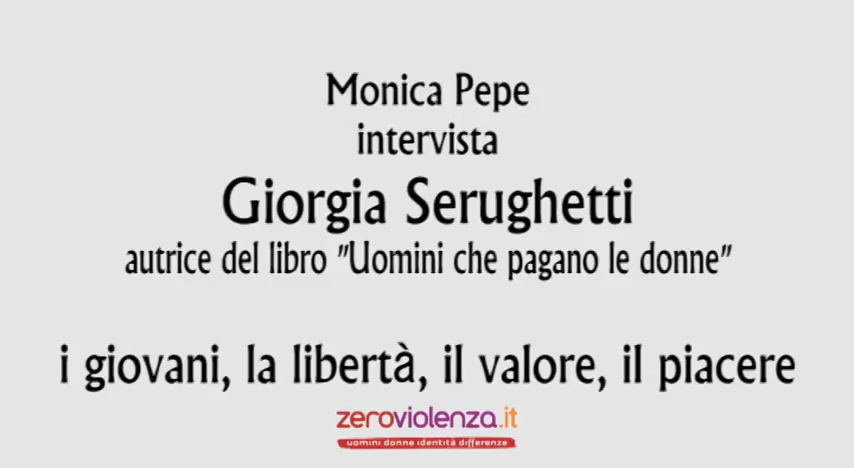 Monica Pepe
intervista
Giorgia Serughetti
autrice del libro "Uomini che pagano le donne"
i giovani, la libertà, il valore, il piacere
zeroviolenza.it
uomini donne identità differenze